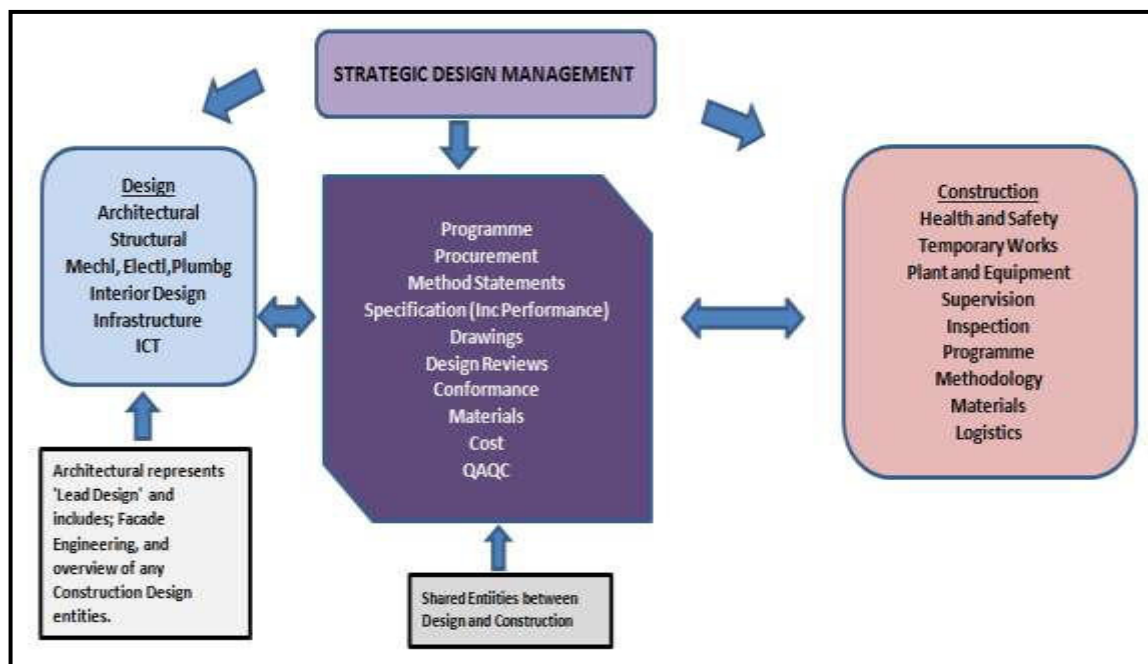 STRATEGIC DESIGN MANAGEMENT
Design
Architectural
Structural
Mechl, Electl,Plumbg
Interior Design
Infrastructure
ICT
Programme
Procurement
Method Statements
Specification (Inc Performance)
Drawings
Design Reviews
Conformance
Materials
Cost
QAQC
Construction
Health and Safety
Temporary Works
Plant and Equipment
Supervision
Inspection
Programme
Methodology
Materials
Logistics
Architectural represents
'Lead Design' and
includes; Facade
Engineering, and
overview of any
Construction Design
entities.
Shared Entiities between
Design and Construction